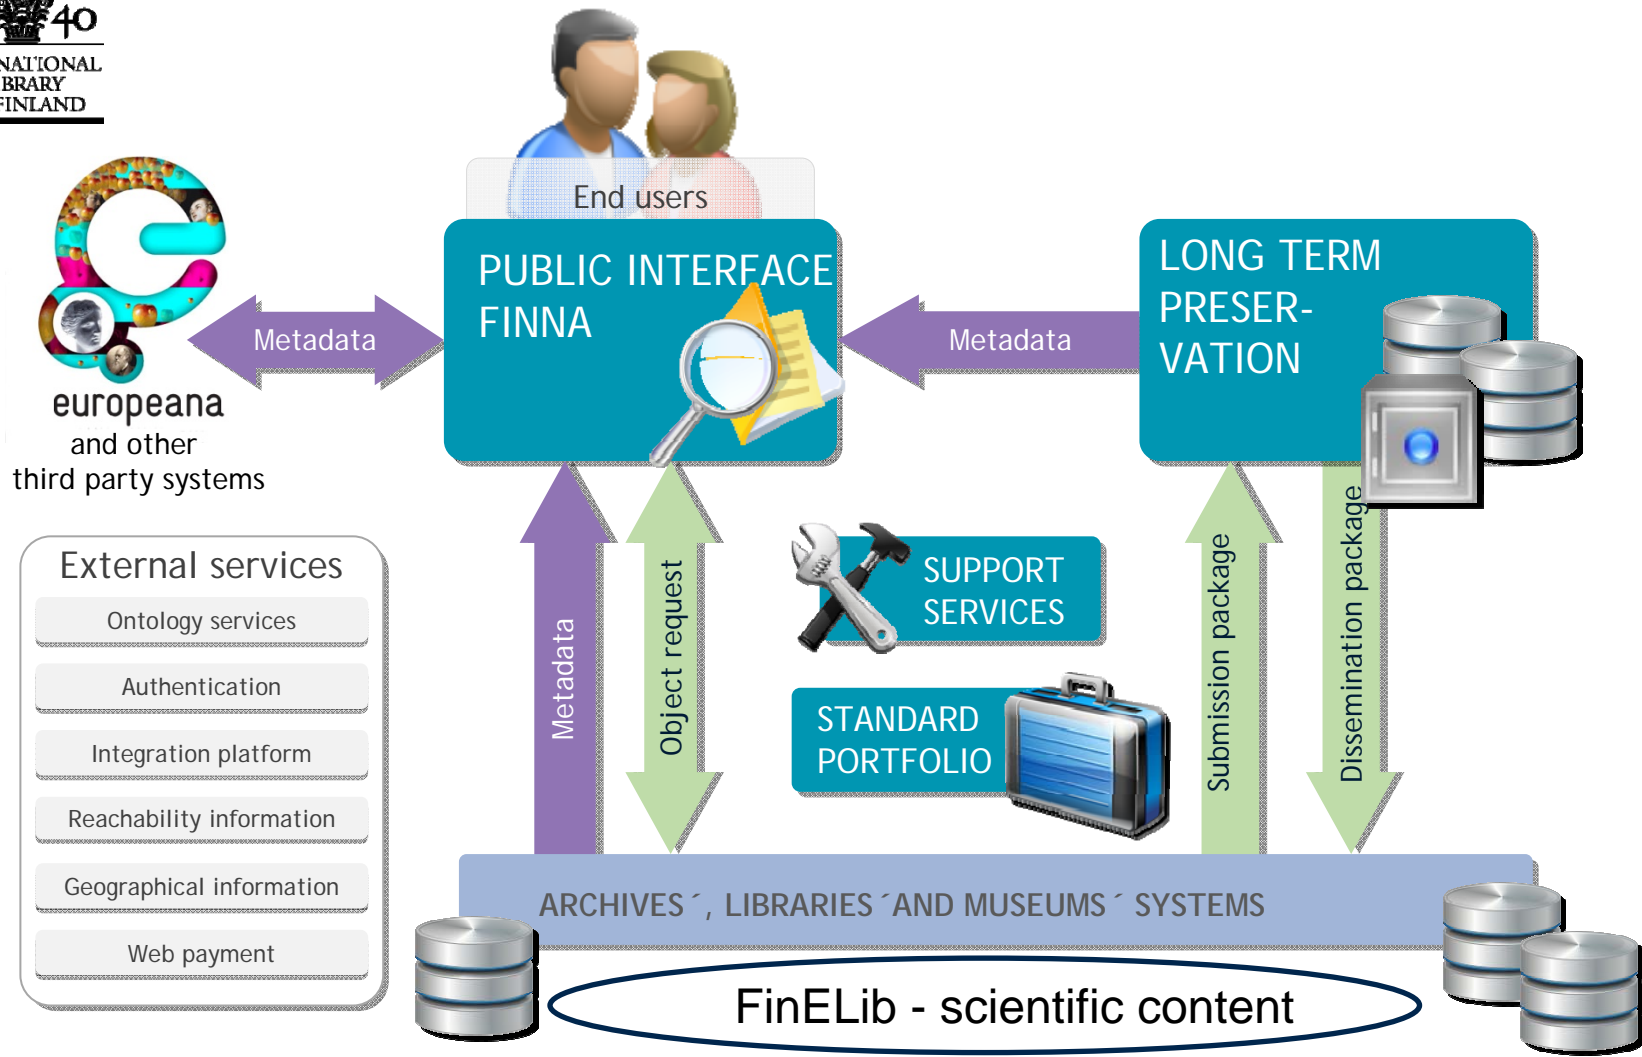 40
NATIONAL
BRARY
FINLAND
End users
PUBLIC INTERFACE
FINNA
LONG TERM
PRESER-
VATION
Metadata
Metadata
europeana
and other
third party systems
External services
Ontology services
Authentication
Integration platform
Reachability information
Geographical information
Web payment
Metadata
Object request
SUPPORT
SERVICES
STANDARD
PORTFOLIO
Submission package
Dissemination package
ARCHIVES´, LIBRARIES´AND MUSEUMS´ SYSTEMS
FinELib - scientific content